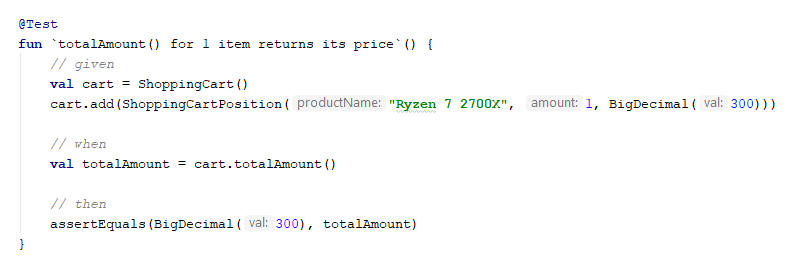 @Test
fun `totalAmount() for 1 item returns its price`() {
// given
val cart = ShoppingCart()
cart.add(ShoppingCartPosition( productName: "Ryzen 7 2700X", amount: 1, BigDecimal( val: 300)))
// when
val totalAmount = cart.totalAmount()
// then
assertEquals(BigDecimal( val: 300), totalAmount)
}